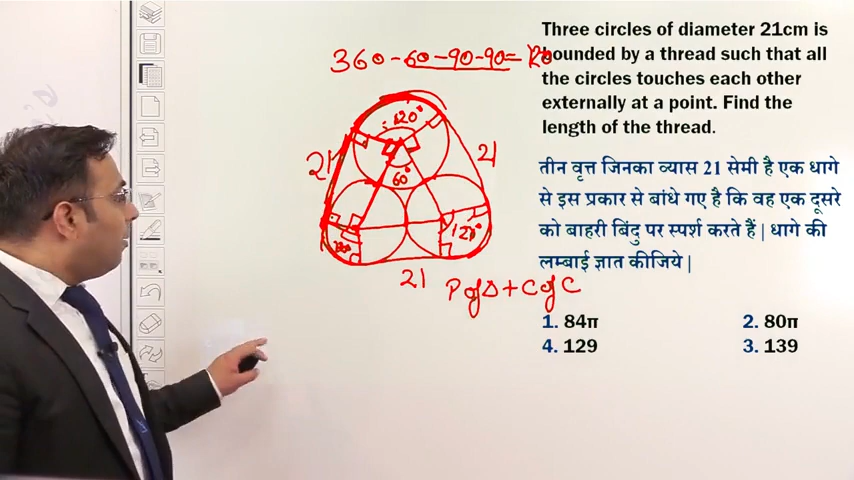 360-60-90-90=120
Three circles of diameter 21cm is
bounded by a thread such that all
the circles touches each other
externally at a point. Find the
length of the thread.
तीन वृत्त जिनका व्यास 21 सेमी है एक धागे
से इस प्रकार से बांधे गए है कि वह एक दूसरे
को बाहरी बिंदु पर स्पर्श करते हैं | धागे की
लम्बाई ज्ञात कीजिये |
120°
21
21
60°
120°
120°
21
P of Δ + C of C
1. 84π
2. 80π
4. 129
3. 139